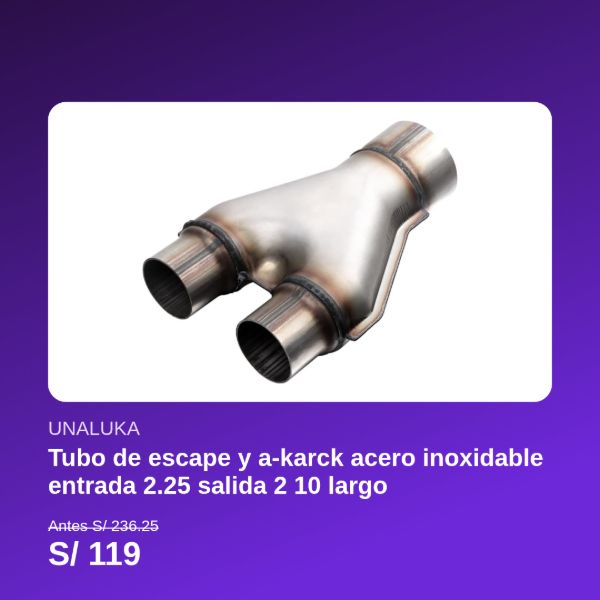 UNALUKA
Tubo de escape y a-karck acero inoxidable
entrada 2.25 salida 2 10 largo
Antes S/ 236.25
S/ 119